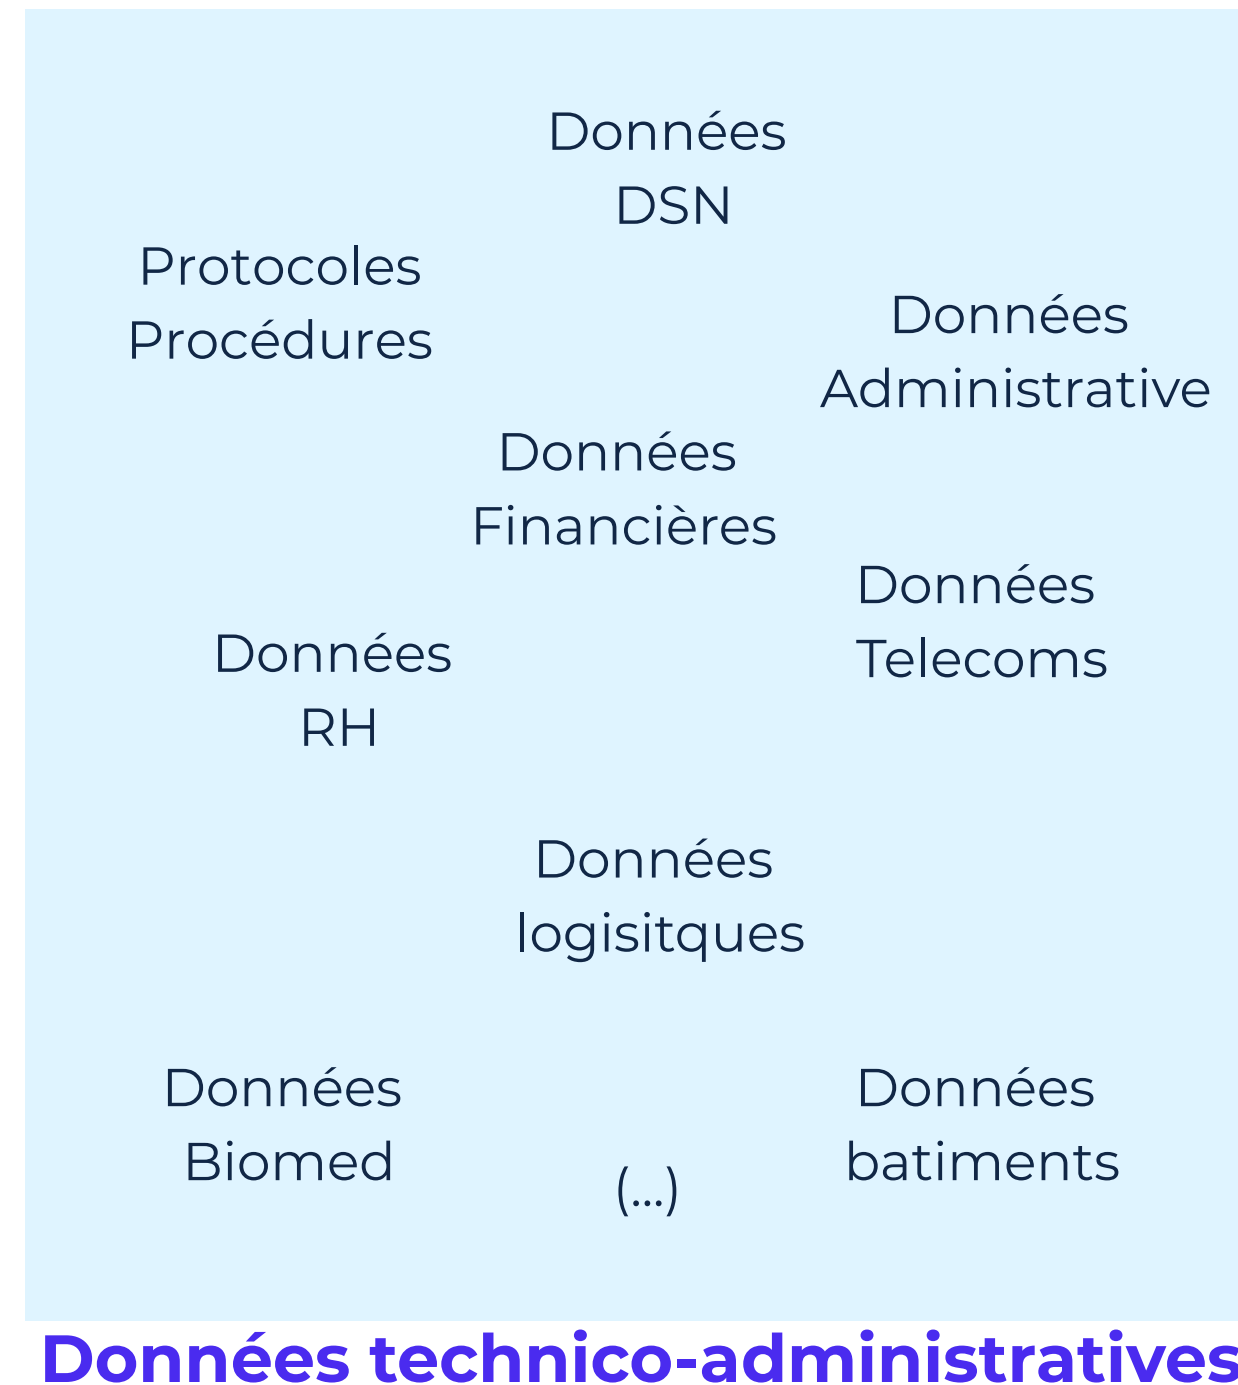 Données
DSN
Protocoles
Procédures
Données
Administrative
Données
Financières
Données
Telecoms
Données
RH
Données
logisitques
Données
Biomed
Données
batiments
(...)
Données technico-administratives